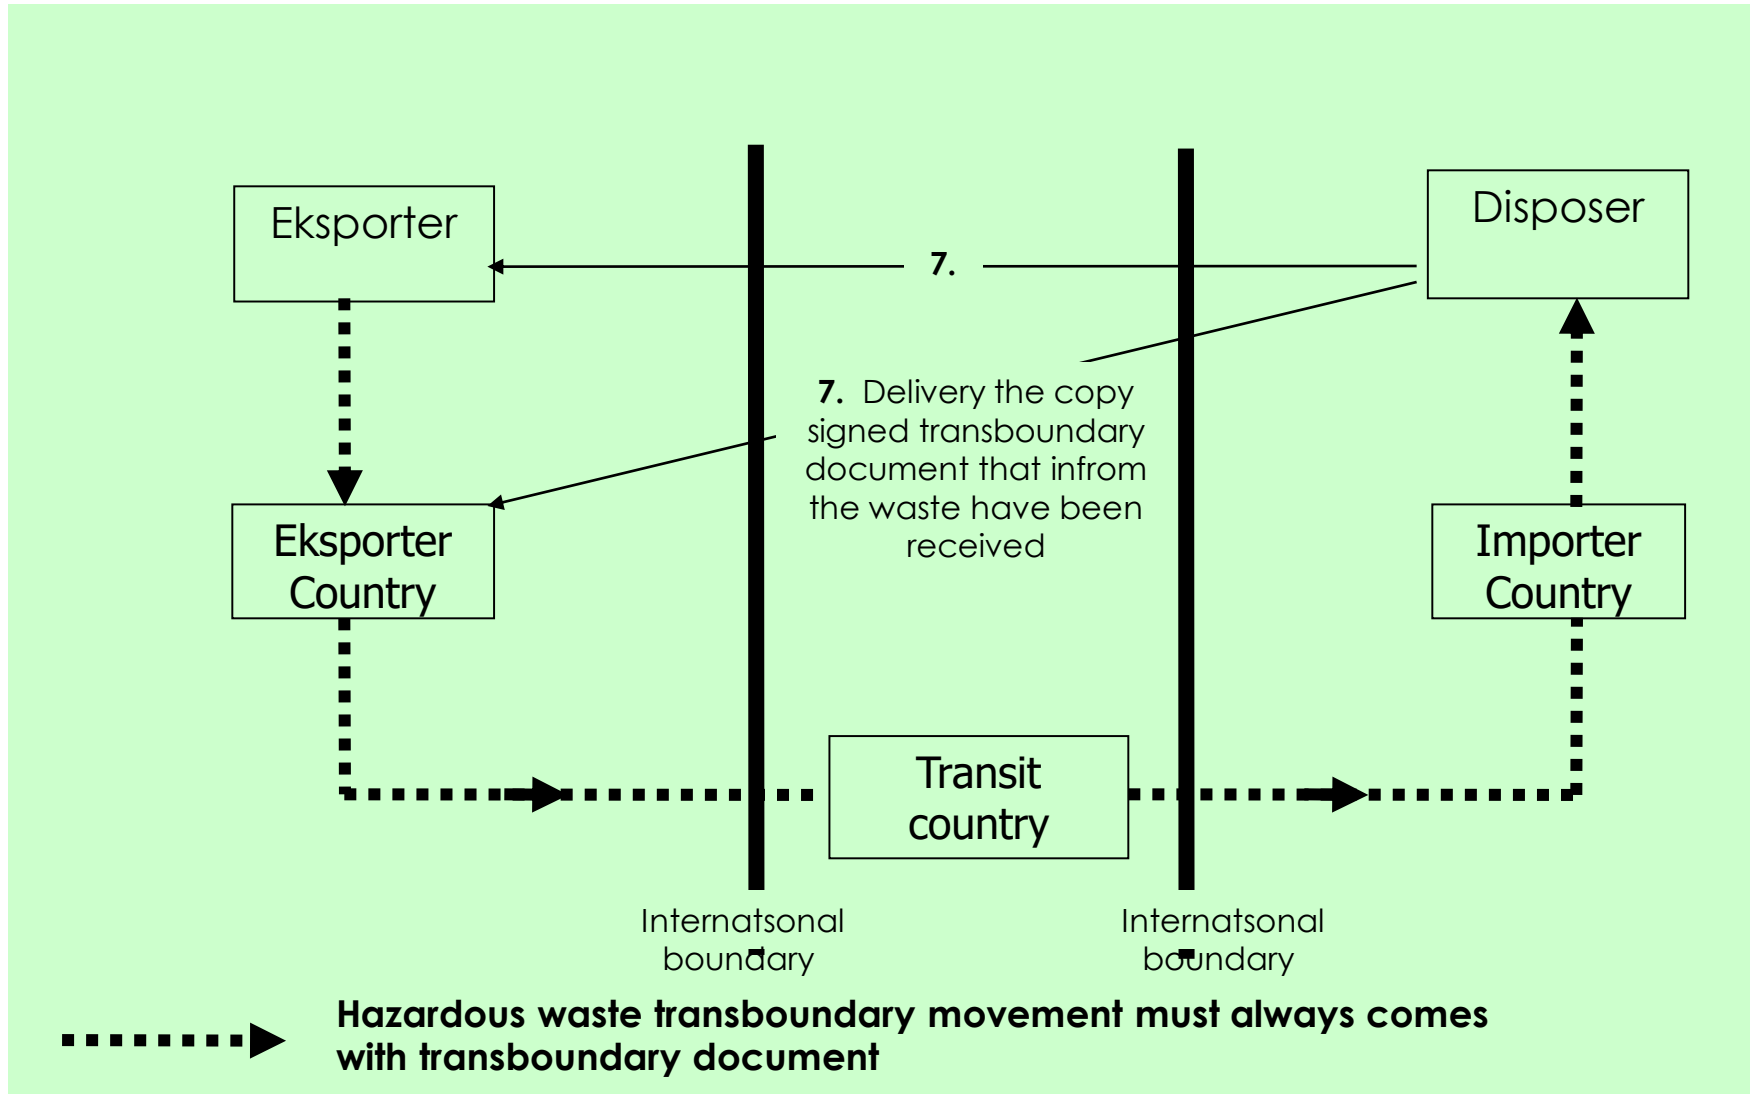 Eksporter
Disposer
7.
7. Delivery the copy
signed transboundary
document that infrom
the waste have been
received
Eksporter
Country
Importer
Country
Transit
country
Internatsonal
boundary
Internatsonal
boundary
Hazardous waste transboundary movement must always comes
with transboundary document